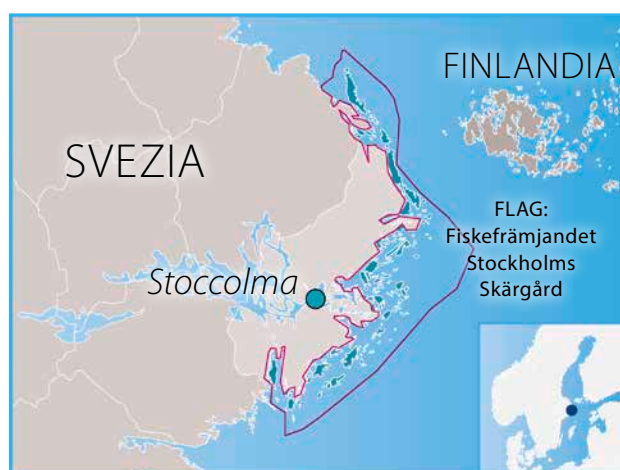 FINLANDIA
SVEZIA
FLAG:
Fiskefrämjandet
Stockholms
Skärgård
Stoccolma